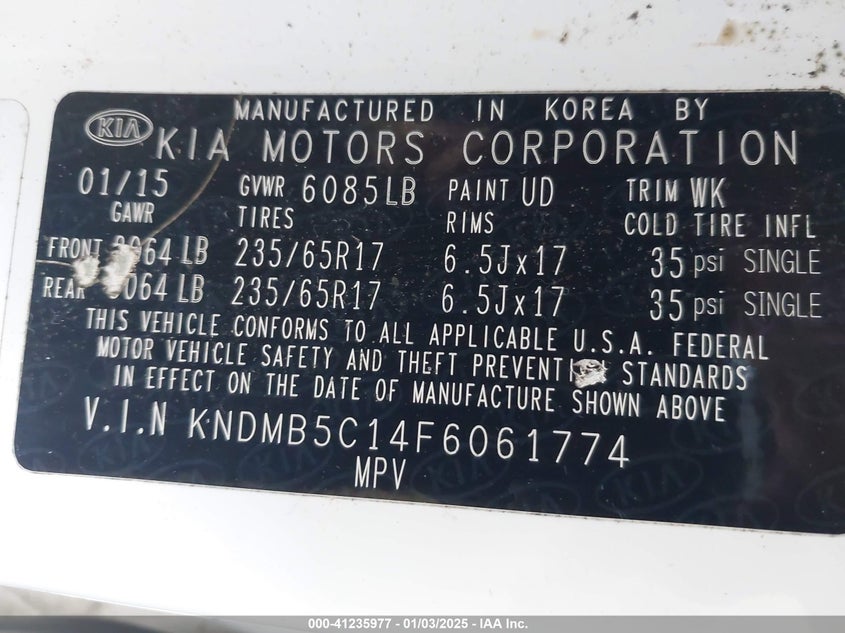 MANUFACTURED IN KOREA BY
KIA KIA MOTORS CORPORATION
01/15 GVWR 6085LB PAINT UD TRIM WK
GAWR TIRES RIMS COLD TIRE INFL
FRONT LB 235/65R17 6.5Jx17 35 psi SINGLE
REAR LB 235/65R17 6.5Jx17 35 psi SINGLE
THIS VEHICLE CONFORMS TO ALL APPLICABLE U.S.A. FEDERAL
MOTOR VEHICLE SAFETY AND THEFT STANDARDS
IN EFFECT ON THE DATE OF MANUFACTURE SHOWN ABOVE
V.I.N KNDMB5C14F6061774
MPV
000-41235977 - 01/03/2025 - IAA Inc.